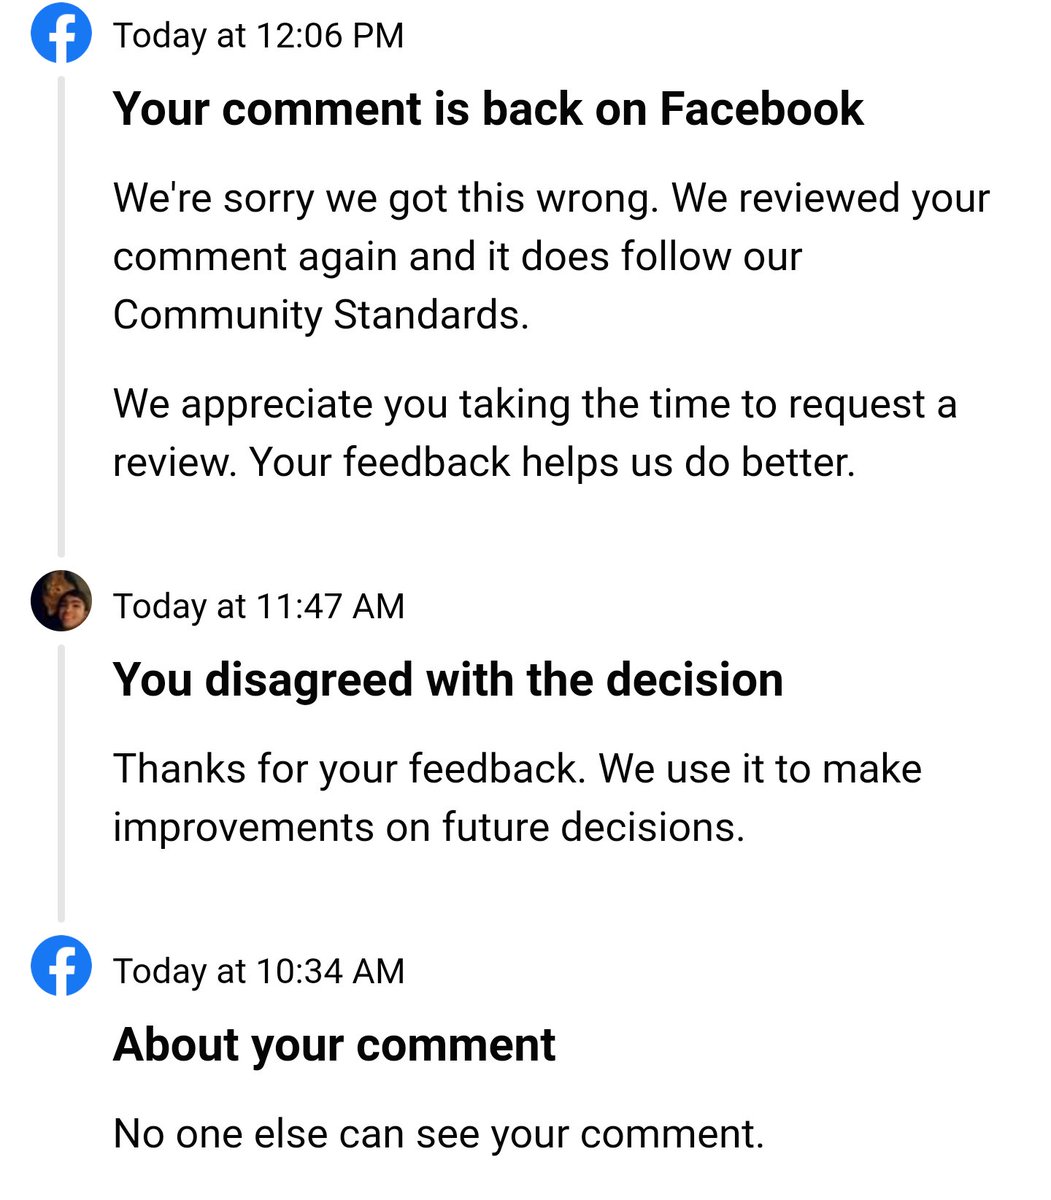 Today at 12:06 PM
Your comment is back on Facebook
We're sorry we got this wrong. We reviewed your
comment again and it does follow our
Community Standards.
We appreciate you taking the time to request a
review. Your feedback helps us do better.
Today at 11:47 AM
You disagreed with the decision
Thanks for your feedback. We use it to make
improvements on future decisions.
Today at 10:34 AM
About your comment
No one else can see your comment.